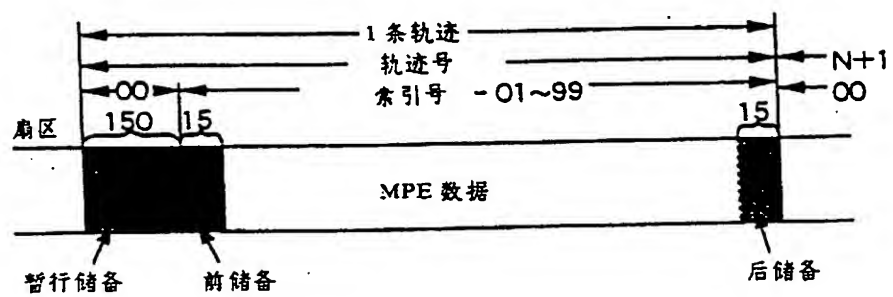 1 条轨迹
轨迹号 N+1
00 索引号 -01~99 00
扇区 150 15 15
MPE 数据
暂行储备 前储备 后储备